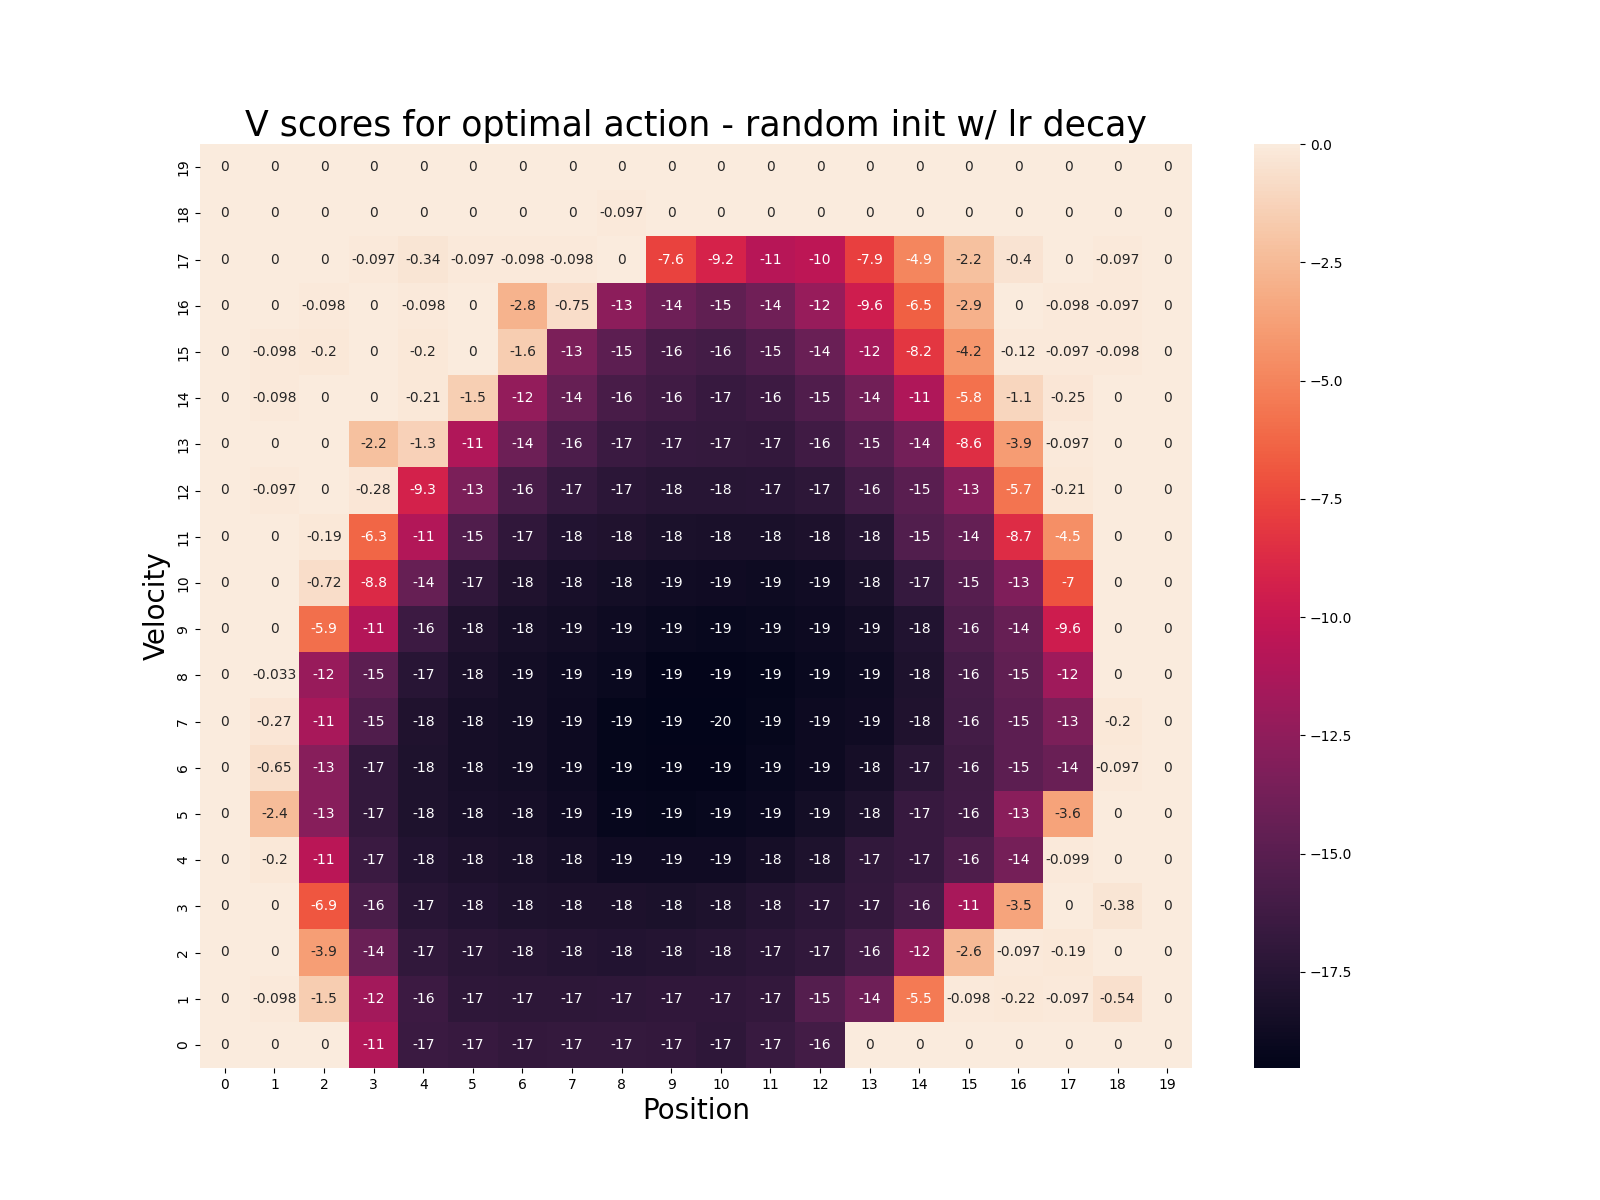 V scores for optimal action - random init w/ lr decay
19 0 0 0 0 0 0 0 0 0 0 0 0 0 0 0 0 0 0 0 0 0.0
18 0 0 0 0 0 0 0 0 -0.097 0 0 0 0 0 0 0 0 0 0 0
17 0 0 0 -0.097 -0.34 -0.097 -0.098 -0.098 0 -7.6 -9.2 -11 -10 -7.9 -4.9 -2.2 -0.4 0 -0.097 0 −2.5
16 0 0 -0.098 0 -0.098 0 -2.8 -0.75 -13 -14 -15 -14 -12 -9.6 -6.5 -2.9 0 -0.098 -0.097 0
15 0 -0.098 -0.2 0 -0.2 0 -1.6 -13 -15 -16 -16 -15 -14 -12 -8.2 -4.2 -0.12 -0.097 -0.098 0
14 0 -0.098 0 0 -0.21 -1.5 -12 -14 -16 -16 -17 -16 -15 -14 -11 -5.8 -1.1 -0.25 0 0 −5.0
13 0 0 0 -2.2 -1.3 -11 -14 -16 -17 -17 -17 -17 -16 -15 -14 -8.6 -3.9 -0.097 0 0
12 0 -0.097 0 -0.28 -9.3 -13 -16 -17 -17 -18 -18 -17 -17 -16 -15 -13 -5.7 -0.21 0 0 −7.5
11 0 0 -0.19 -6.3 -11 -15 -17 -18 -18 -18 -18 -18 -18 -18 -15 -14 -8.7 -4.5 0 0
10 0 0 -0.72 -8.8 -14 -17 -18 -18 -18 -19 -19 -19 -19 -18 -17 -15 -13 -7 0 0
Velocity
9 0 0 -5.9 -11 -16 -18 -18 -19 -19 -19 -19 -19 -19 -19 -18 -16 -14 -9.6 0 0 −10.0
8 0 -0.033 -12 -15 -17 -18 -19 -19 -19 -19 -19 -19 -19 -19 -18 -16 -15 -12 0 0
7 0 -0.27 -11 -15 -18 -18 -19 -19 -19 -19 -20 -19 -19 -19 -18 -16 -15 -13 -0.2 0 −12.5
6 0 -0.65 -13 -17 -18 -18 -19 -19 -19 -19 -19 -19 -19 -18 -17 -16 -15 -14 -0.097 0
5 0 -2.4 -13 -17 -18 -18 -18 -19 -19 -19 -19 -19 -19 -18 -17 -16 -13 -3.6 0 0
4 0 -0.2 -11 -17 -18 -18 -18 -18 -19 -19 -19 -18 -18 -17 -17 -16 -14 -0.099 0 0 −15.0
3 0 0 -6.9 -16 -17 -18 -18 -18 -18 -18 -18 -18 -17 -17 -16 -11 -3.5 0 -0.38 0
2 0 0 -3.9 -14 -17 -17 -18 -18 -18 -18 -18 -17 -17 -16 -12 -2.6 -0.097 -0.19 0 0 −17.5
1 0 -0.098 -1.5 -12 -16 -17 -17 -17 -17 -17 -17 -17 -15 -14 -5.5 -0.098 -0.22 -0.097 -0.54 0
0 0 0 0 -11 -17 -17 -17 -17 -17 -17 -17 -17 -16 0 0 0 0 0 0 0
0 1 2 3 4 5 6 7 8 9 10 11 12 13 14 15 16 17 18 19
Position